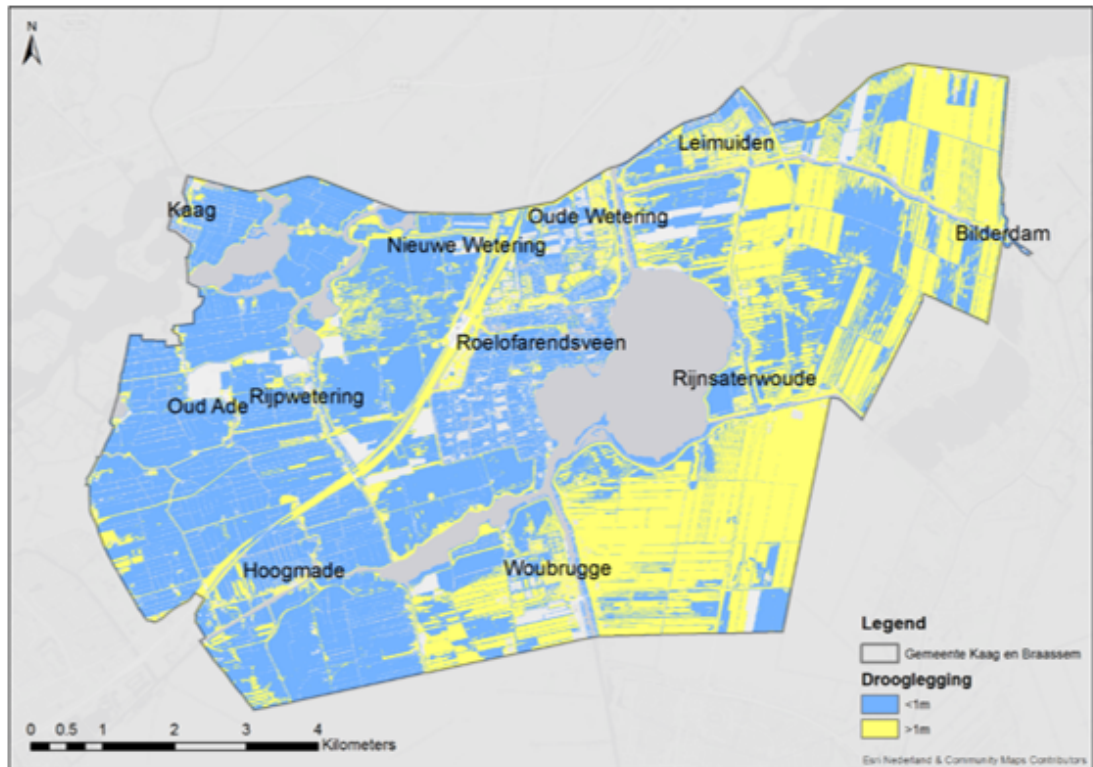 N
Leimuiden
Kaag
Oude Wetering
Nieuwe Wetering
Bilderdam
Roelofarendsveen
Rijnsaterwoude
Rijpwetering
Oud Ade
Hoogmade
Woubrugge
Legend
Gemeente Kaag en Braassem
Drooglegging
<1m
>1m
0 0.5 1 2 3 4
Kilometers
Esri Nederland & Community Maps Contributors